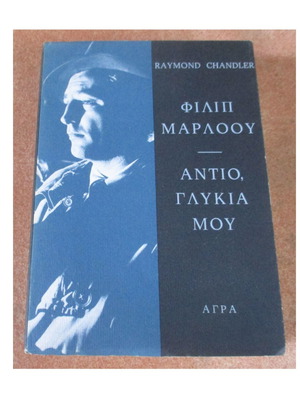 RAYMOND CHANDLER
ΦΙΛΙΠ
ΜΑΡΛΟΟΥ
ΑΝΤΙΟ,
ΓΛΥΚΙΑ
ΜΟΥ
ΑΓΡΑ